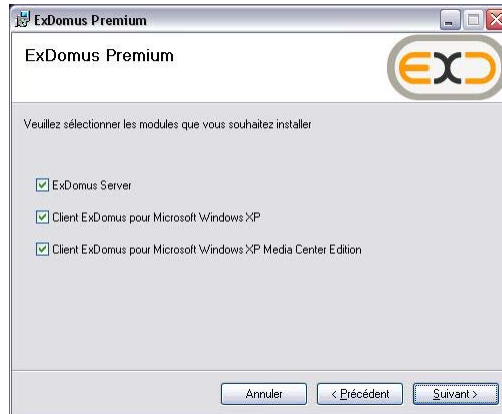 ExDomus Premium
ExDomus Premium
EXD
Veuillez sélectionner les modules que vous souhaitez installer
ExDomus Server
Client ExDomus pour Microsoft Windows XP
Client ExDomus pour Microsoft Windows XP Media Center Edition
Annuler
< Précédent
Suivant >